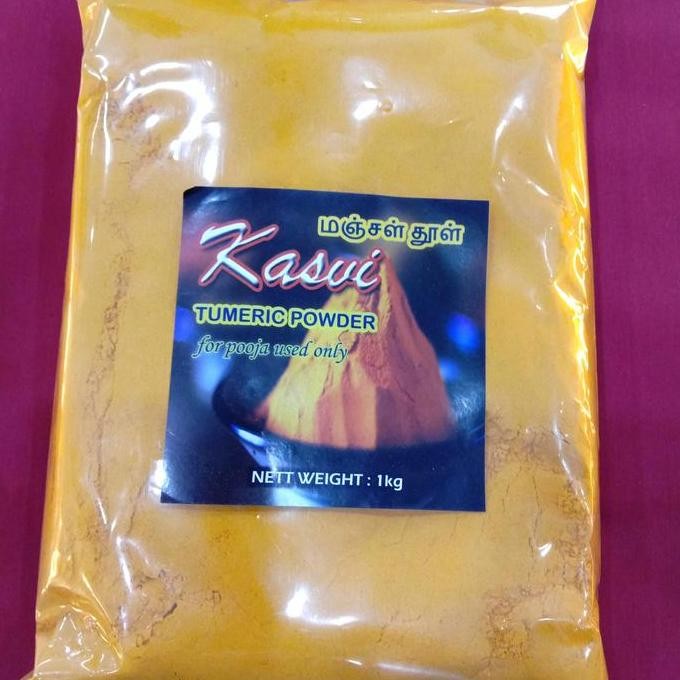 மஞ்சள் தூள்
Kasvi
TUMERIC POWDER
for pooja used only
NETT WEIGHT : 1kg